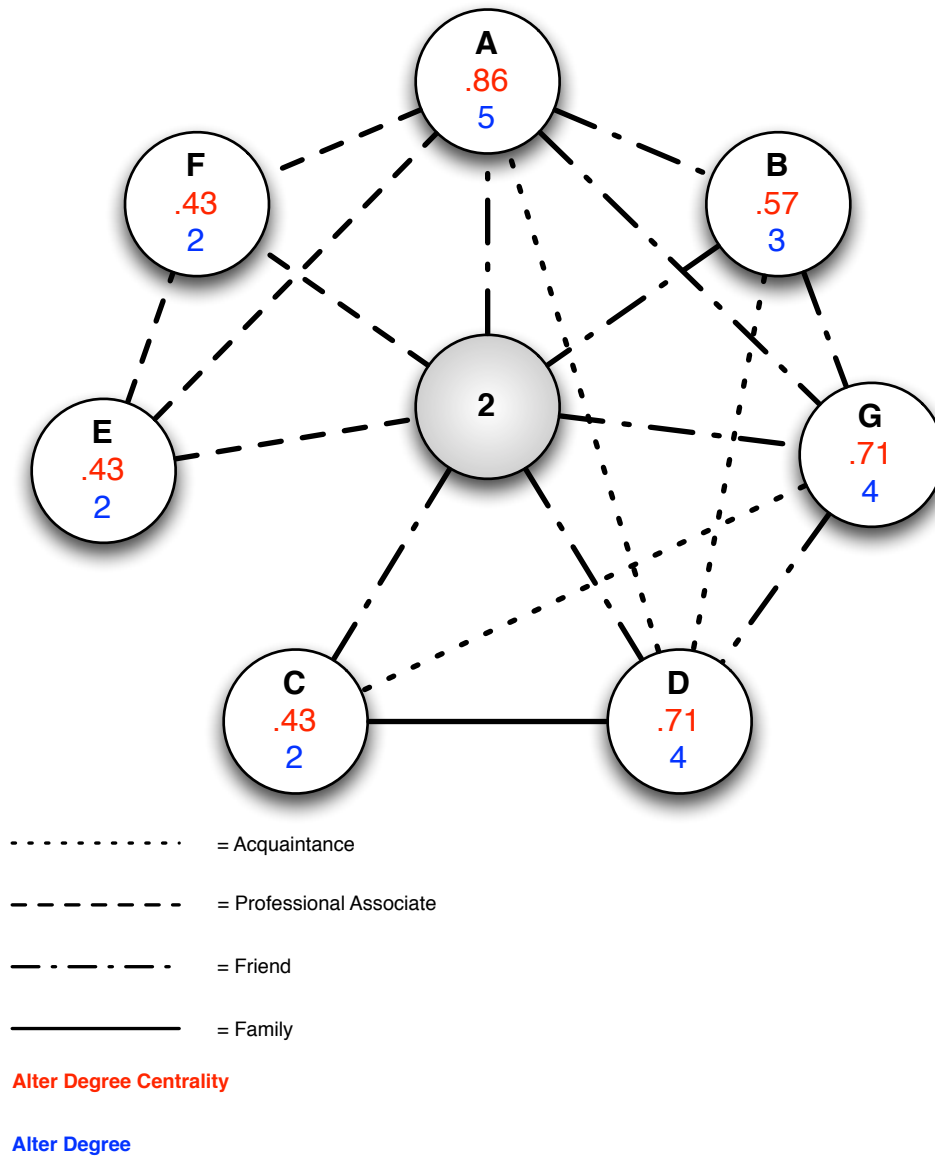 A
.86
5
F
.43
2
B
.57
3
2
E
.43
2
G
.71
4
C
.43
2
D
.71
4
= Acquaintance
= Professional Associate
= Friend
= Family
Alter Degree Centrality
Alter Degree